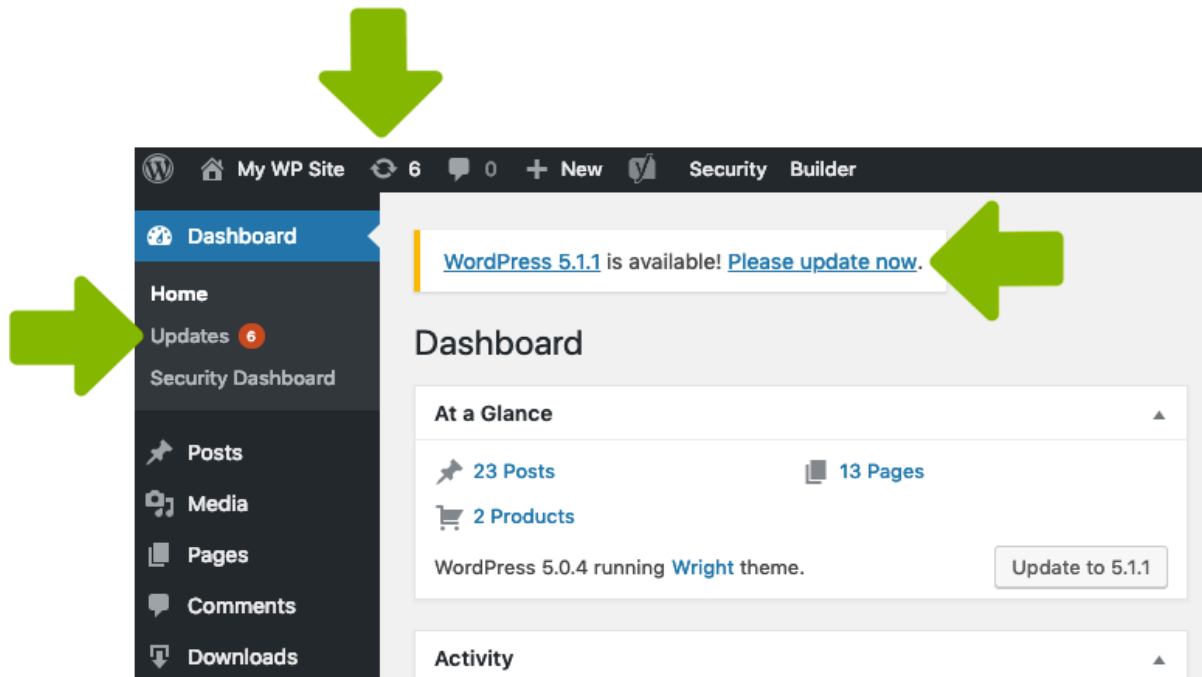 My WP Site 6 0 New Security Builder
Dashboard
WordPress 5.1.1 is available! Please update now.
Home
Updates 6
Security Dashboard
Dashboard
At a Glance
23 Posts 13 Pages
2 Products
WordPress 5.0.4 running Wright theme. Update to 5.1.1
Activity
Posts
Media
Pages
Comments
Downloads